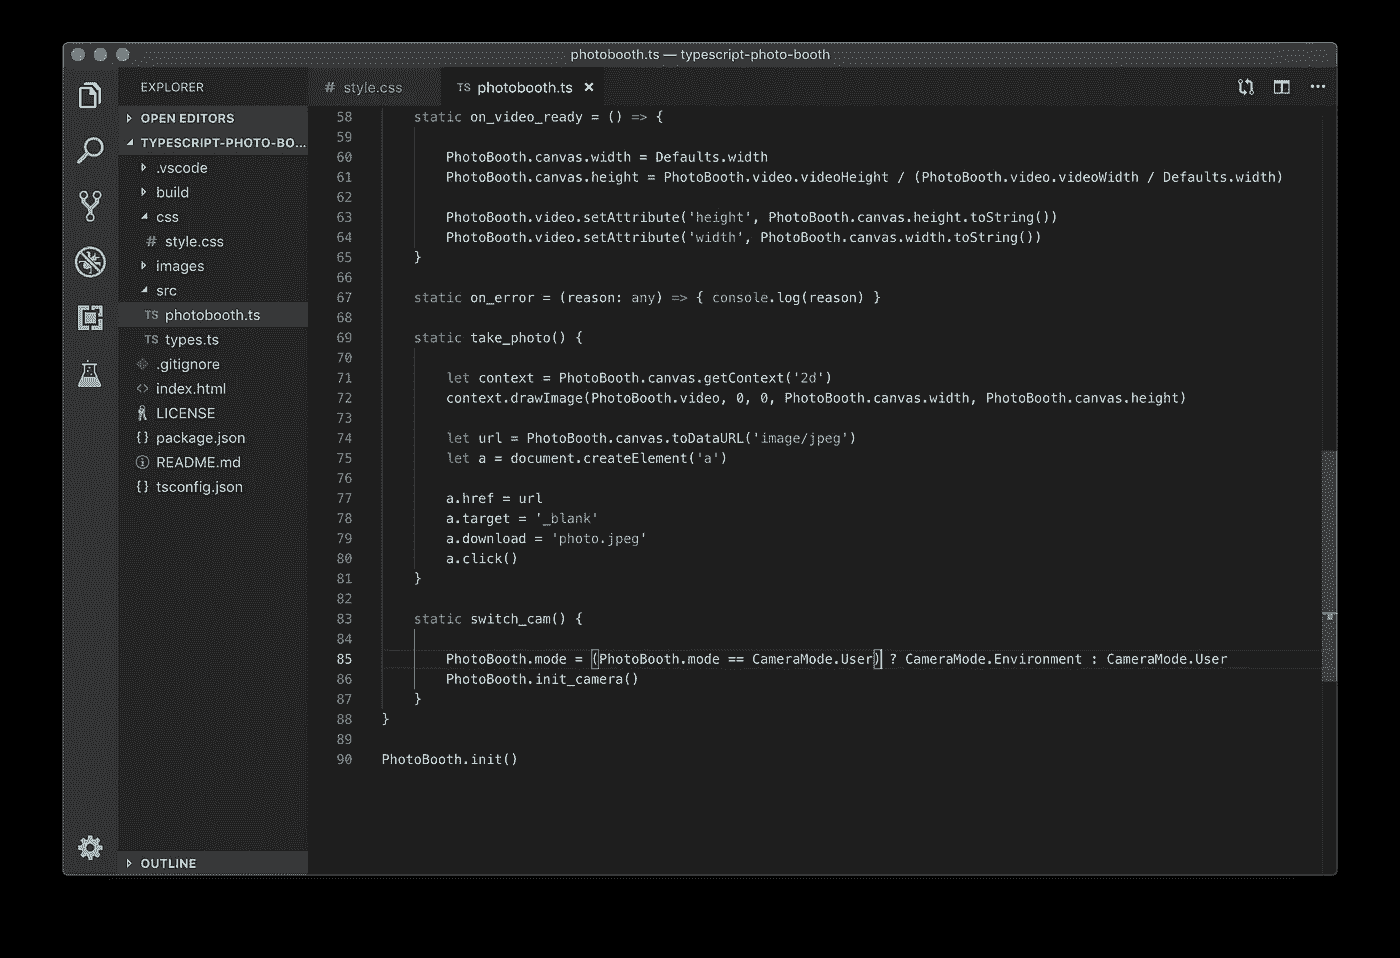 photobooth.ts — typescript-photo-booth
EXPLORER
OPEN EDITORS
TYPESCRIPT-PHOTO-BO...
.vscode
build
css
# style.css
images
src
TS photobooth.ts
TS types.ts
.gitignore
<> index.html
LICENSE
{} package.json
README.md
{} tsconfig.json
OUTLINE
# style.css
TS photobooth.ts ×
58 static on_video_ready = () => {
59
60 PhotoBooth.canvas.width = Defaults.width
61 PhotoBooth.canvas.height = PhotoBooth.video.videoHeight / (PhotoBooth.video.videoWidth / Defaults.width)
62
63 PhotoBooth.video.setAttribute('height', PhotoBooth.canvas.height.toString())
64 PhotoBooth.video.setAttribute('width', PhotoBooth.canvas.width.toString())
65 }
66
67 static on_error = (reason: any) => { console.log(reason) }
68
69 static take_photo() {
70
71 let context = PhotoBooth.canvas.getContext('2d')
72 context.drawImage(PhotoBooth.video, 0, 0, PhotoBooth.canvas.width, PhotoBooth.canvas.height)
73
74 let url = PhotoBooth.canvas.toDataURL('image/jpeg')
75 let a = document.createElement('a')
76
77 a.href = url
78 a.target = '_blank'
79 a.download = 'photo.jpeg'
80 a.click()
81 }
82
83 static switch_cam() {
84
85 PhotoBooth.mode = (PhotoBooth.mode == CameraMode.User) ? CameraMode.Environment : CameraMode.User
86 PhotoBooth.init_camera()
87 }
88 }
89
90 PhotoBooth.init()